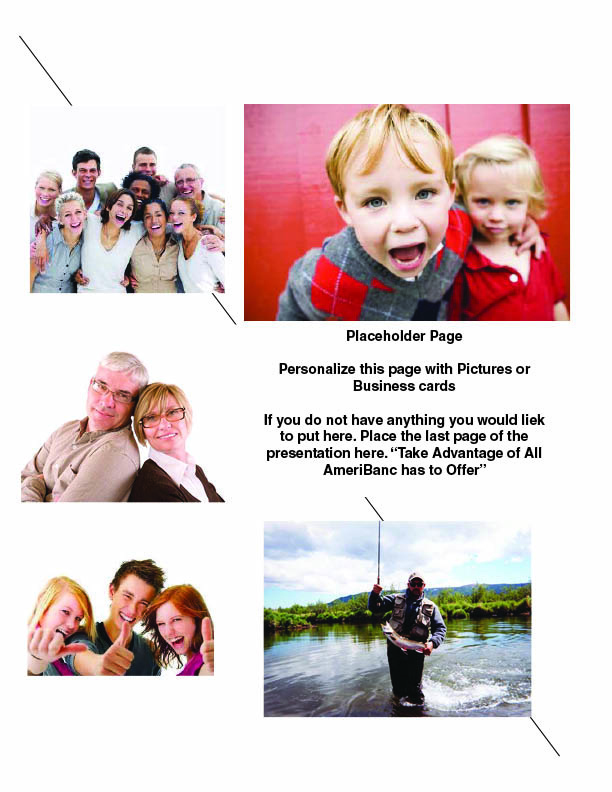 Placeholder Page
Personalize this page with Pictures or
Business cards
If you do not have anything you would liek
to put here. Place the last page of the
presentation here. “Take Advantage of All
AmeriBanc has to Offer”